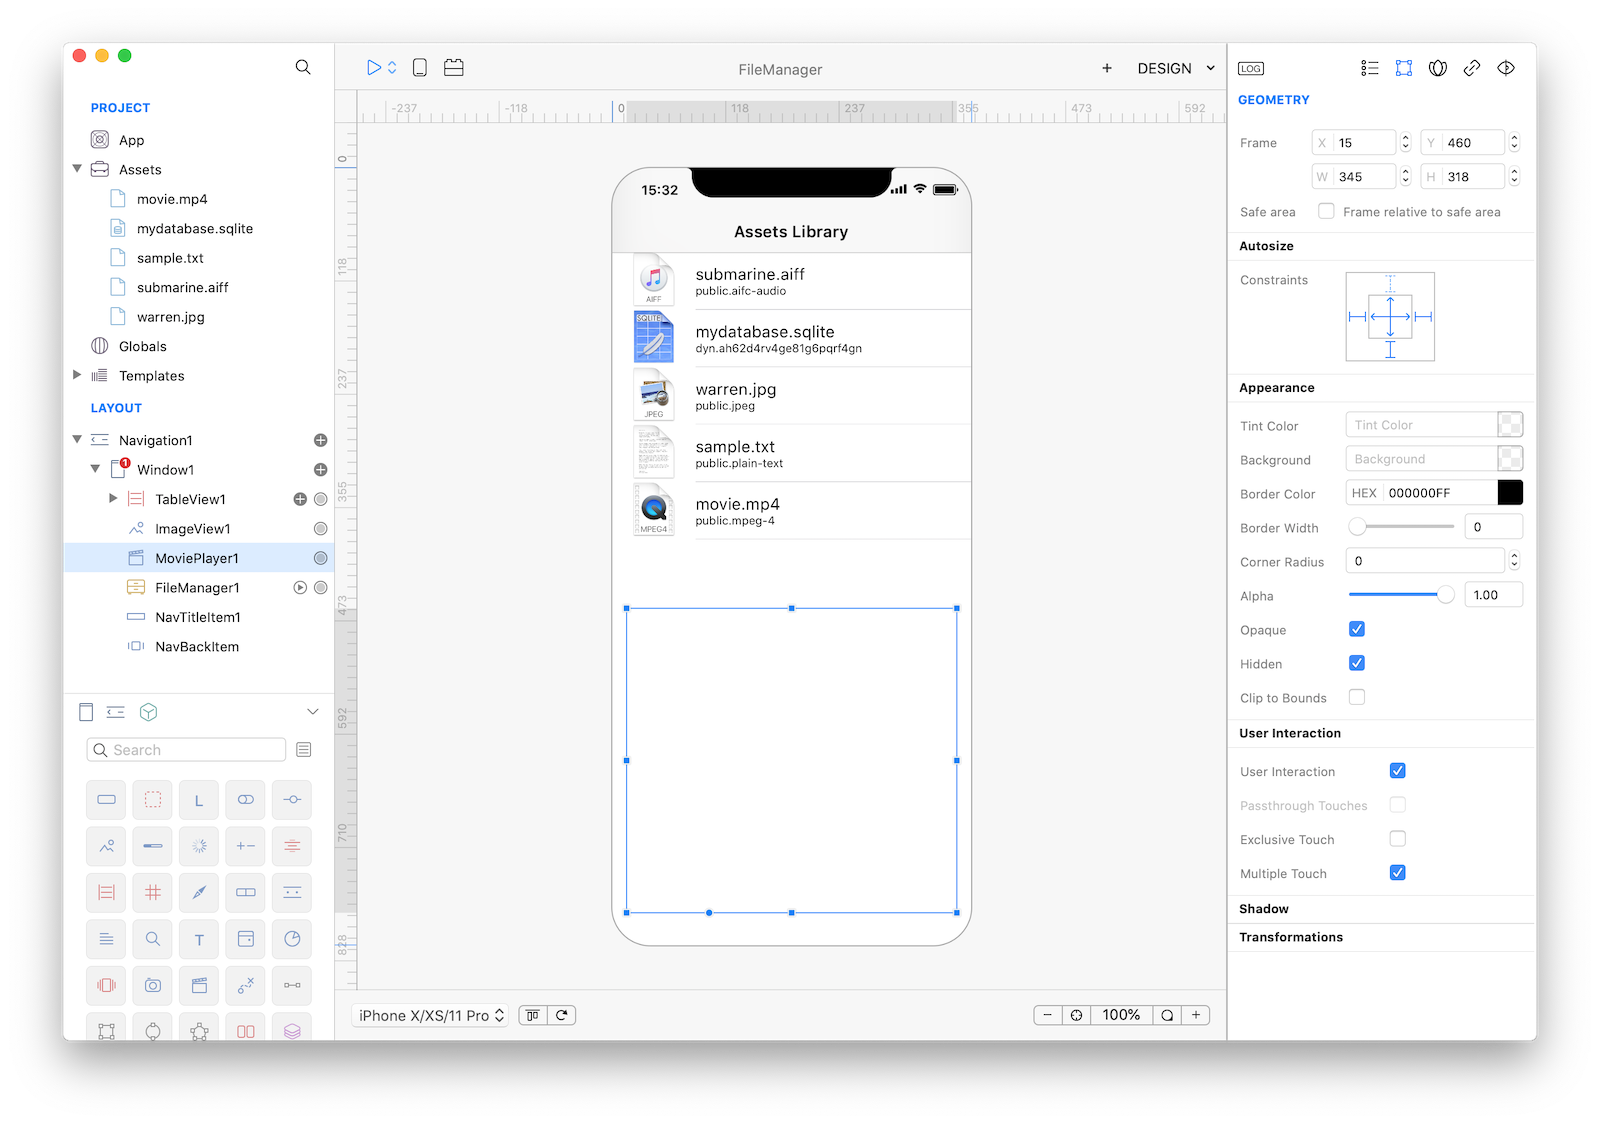 PROJECT
App
Assets
movie.mp4
mydatabase.sqlite
sample.txt
submarine.aiff
warren.jpg
Globals
Templates
LAYOUT
Navigation1
1
Window1
TableView1
ImageView1
MoviePlayer1
FileManager1
NavTitleItem1
NavBackItem
Search
L
T
FileManager
+ DESIGN
-237 -118 0 118 237 355 473 592
0
118
237
355
473
592
710
828
15:32
Assets Library
AIFF
submarine.aiff
public.aifc-audio
SQLITE
mydatabase.sqlite
dyn.ah62d4rv4ge81g6pqrf4gn
JPEG
warren.jpg
public.jpeg
sample.txt
public.plain-text
MPEG4
movie.mp4
public.mpeg-4
iPhone X/XS/11 Pro
− 100% +
LOG
GEOMETRY
Frame X 15 Y 460
W 345 H 318
Safe area Frame relative to safe area
Autosize
Constraints
Appearance
Tint Color Tint Color
Background Background
Border Color HEX 000000FF
Border Width 0
Corner Radius 0
Alpha 1.00
Opaque
Hidden
Clip to Bounds
User Interaction
User Interaction
Passthrough Touches
Exclusive Touch
Multiple Touch
Shadow
Transformations